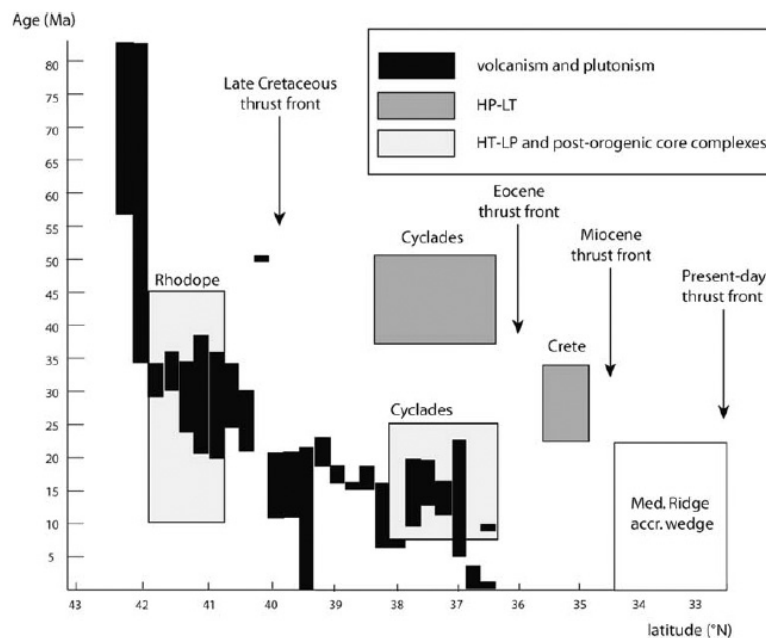 Age (Ma)
80
75
70
65
60
55
50
45
40
35
30
25
20
15
10
5
volcanism and plutonism
HP-LT
HT-LP and post-orogenic core complexes
Late Cretaceous
thrust front
Eocene
thrust front
Miocene
thrust front
Present-day
thrust front
Cyclades
Rhodope
Crete
Cyclades
Med. Ridge
accr. wedge
43 42 41 40 39 38 37 36 35 34 33
latitude (°N)